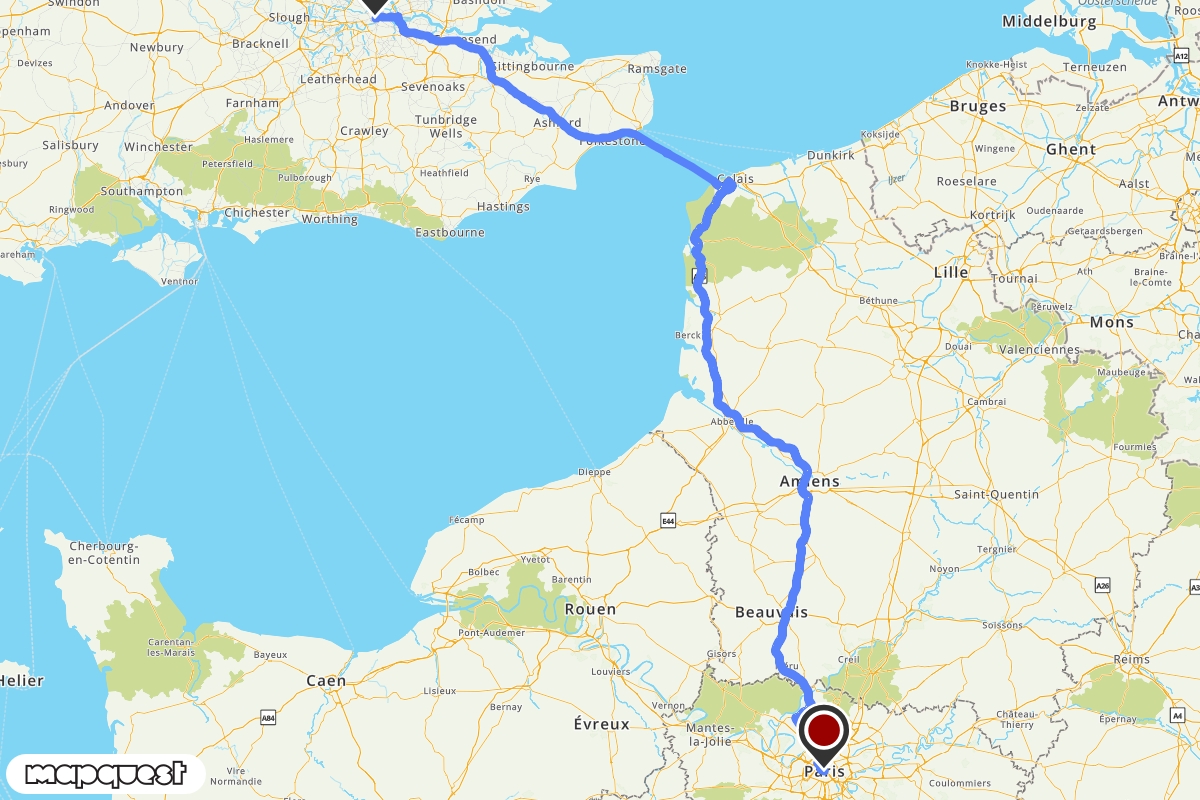 Swindon
Slough
Basildon
Oosterschelde
Middelburg
Newbury
Bracknell
Sittingbourne
Ramsgate
Knokke-Heist
Terneuzen
A12
Devizes
Leatherhead
Sevenoaks
Andover
Farnham
Bruges
Zelzate
Tunbridge
Wells
Ashford
Crawley
Koksijde
Salisbury
Winchester
Haslemere
Folkestone
Wingene
Ghent
Dunkirk
Petersfield
Pulborough
Heathfield
Rye
Calais
Ijzer
Roeselare
Aalst
Southampton
Ringwood
Chichester
Worthing
Hastings
Eastbourne
Kortrijk
Oudenaarde
Geraardsbergen
Ventnor
Lille
Tournai
Ath
Braine-
le-Comte
Béthune
Péruwelz
Mons
Berck
Douai
Valenciennes
Maubeuge
Cambrai
Abbeville
Fourmies
Dieppe
Amiens
Saint-Quentin
Fécamp
E44
Cherbourg-
en-Cotentin
Yvetot
Tergnier
Bolbec
Barentin
Noyon
A26
Rouen
Beauvais
Pont-Audemer
Soissons
Carentan-
les-Marais
Bayeux
Gisors
Creil
Reims
Caen
Louviers
Lisieux
Vernon
Bernay
A84
Évreux
Mantes-
la-Jolie
Château-
Thierry
Épernay
A4
Paris
Vire
Normandie
Coulommiers
mapquest